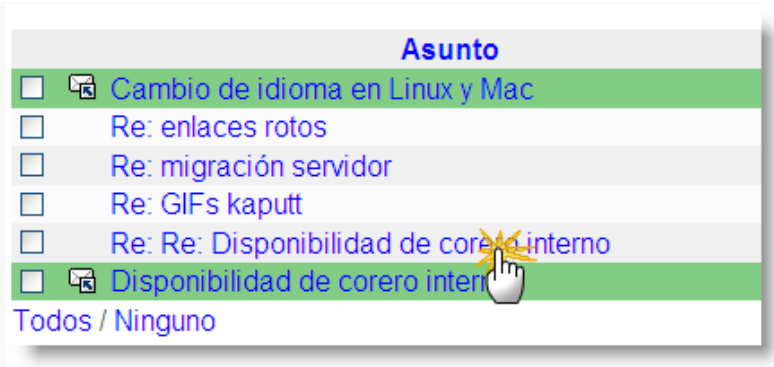 Asunto
Cambio de idioma en Linux y Mac
Re: enlaces rotos
Re: migración servidor
Re: GIFs kaputt
Re: Re: Disponibilidad de corero interno
Disponibilidad de corero intern
Todos / Ninguno